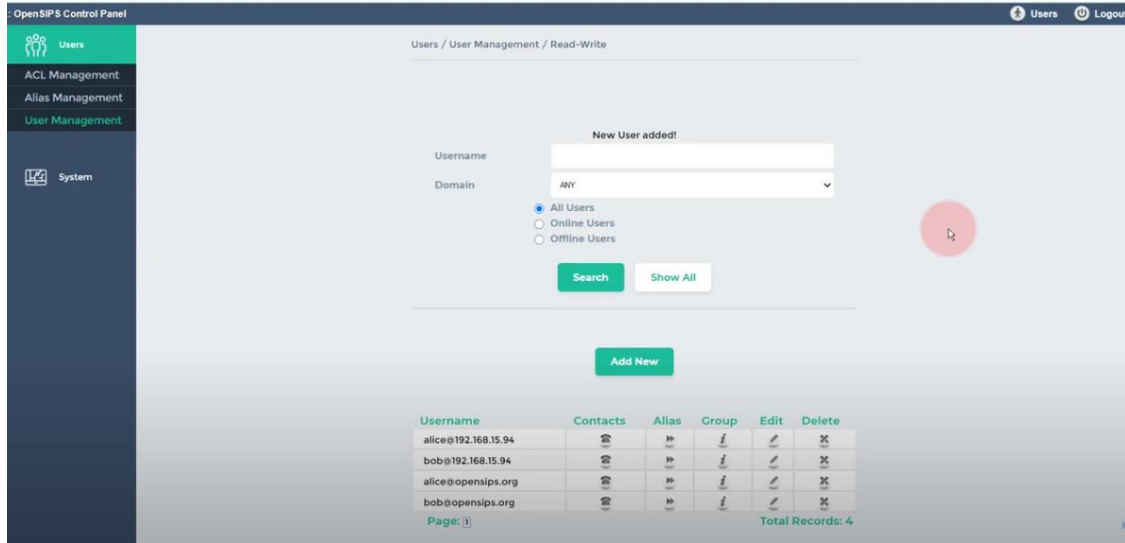 : OpenSIPS Control Panel
Users
Logout
Users
ACL Management
Alias Management
User Management
System
Users / User Management / Read-Write
New User added!
Username
Domain
ANY
All Users
Online Users
Offline Users
Search
Show All
Add New
Username Contacts Alias Group Edit Delete
alice@192.168.15.94
bob@192.168.15.94
alice@opensips.org
bob@opensips.org
Page: 1
Total Records: 4